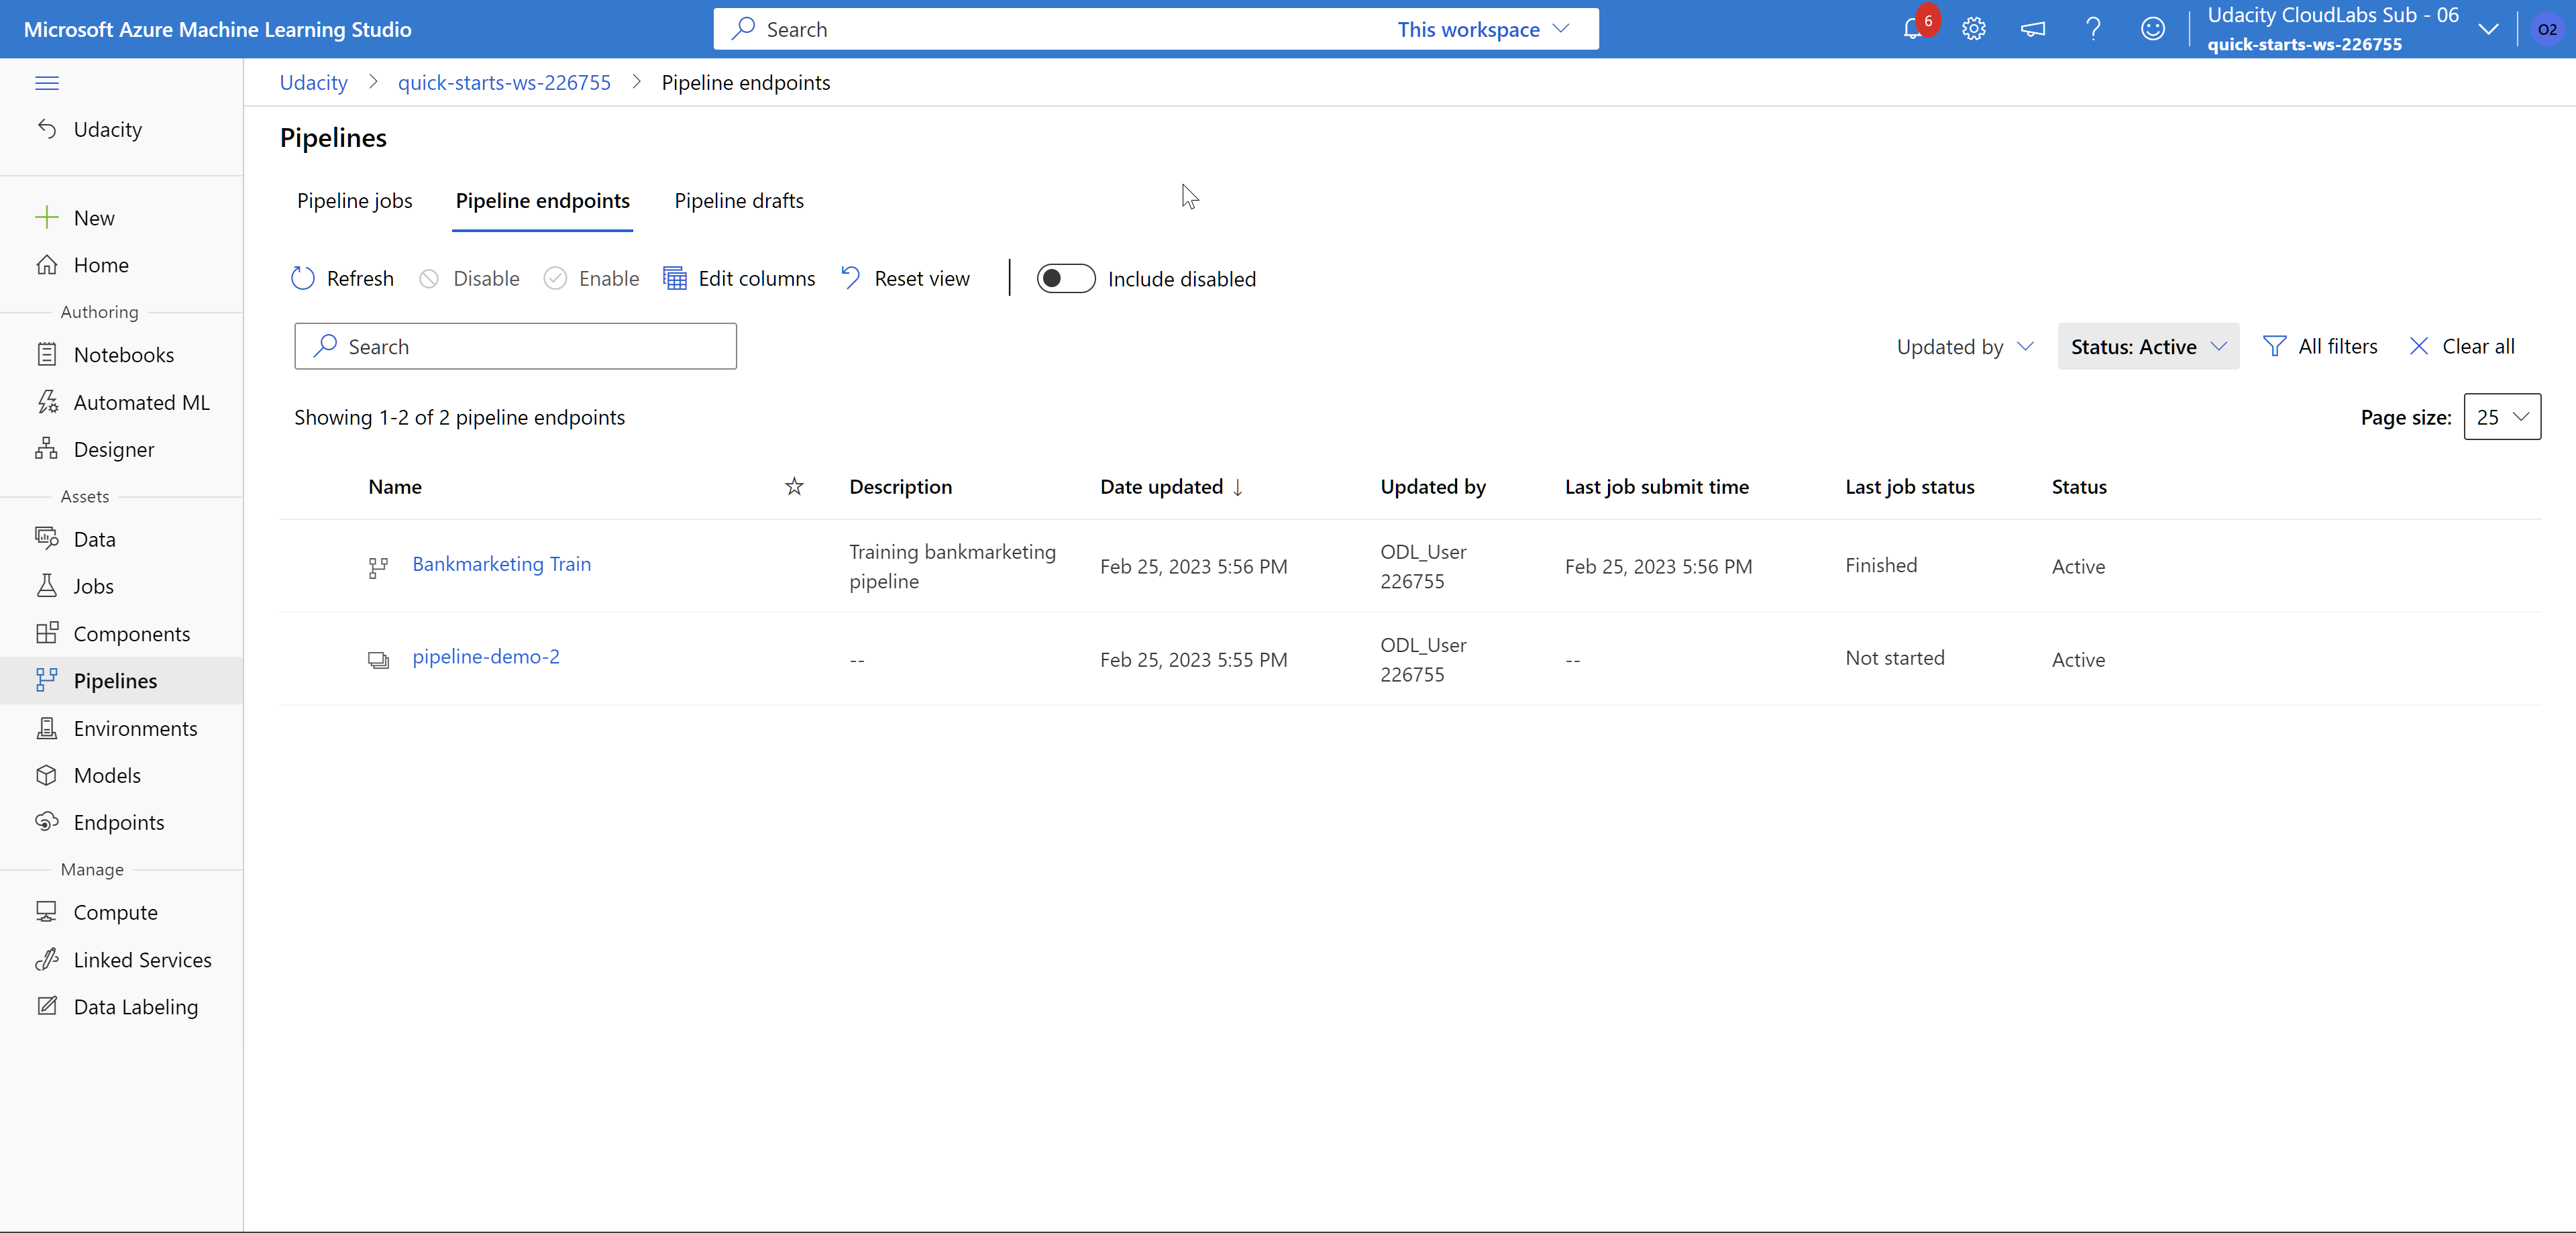 Microsoft Azure Machine Learning Studio
Search
This workspace
6
Udacity CloudLabs Sub - 06
quick-starts-ws-226755
O2
Udacity
quick-starts-ws-226755
Pipeline endpoints
Udacity
New
Home
Authoring
Notebooks
Automated ML
Designer
Assets
Data
Jobs
Components
Pipelines
Environments
Models
Endpoints
Manage
Compute
Linked Services
Data Labeling
Pipelines
Pipeline jobs
Pipeline endpoints
Pipeline drafts
Refresh
Disable
Enable
Edit columns
Reset view
Include disabled
Search
Updated by
Status: Active
All filters
Clear all
Showing 1-2 of 2 pipeline endpoints
Page size:
25
Name
Description
Date updated
Updated by
Last job submit time
Last job status
Status
Bankmarketing Train
Training bankmarketing
pipeline
Feb 25, 2023 5:56 PM
ODL_User
226755
Feb 25, 2023 5:56 PM
Finished
Active
pipeline-demo-2
--
Feb 25, 2023 5:55 PM
ODL_User
226755
--
Not started
Active